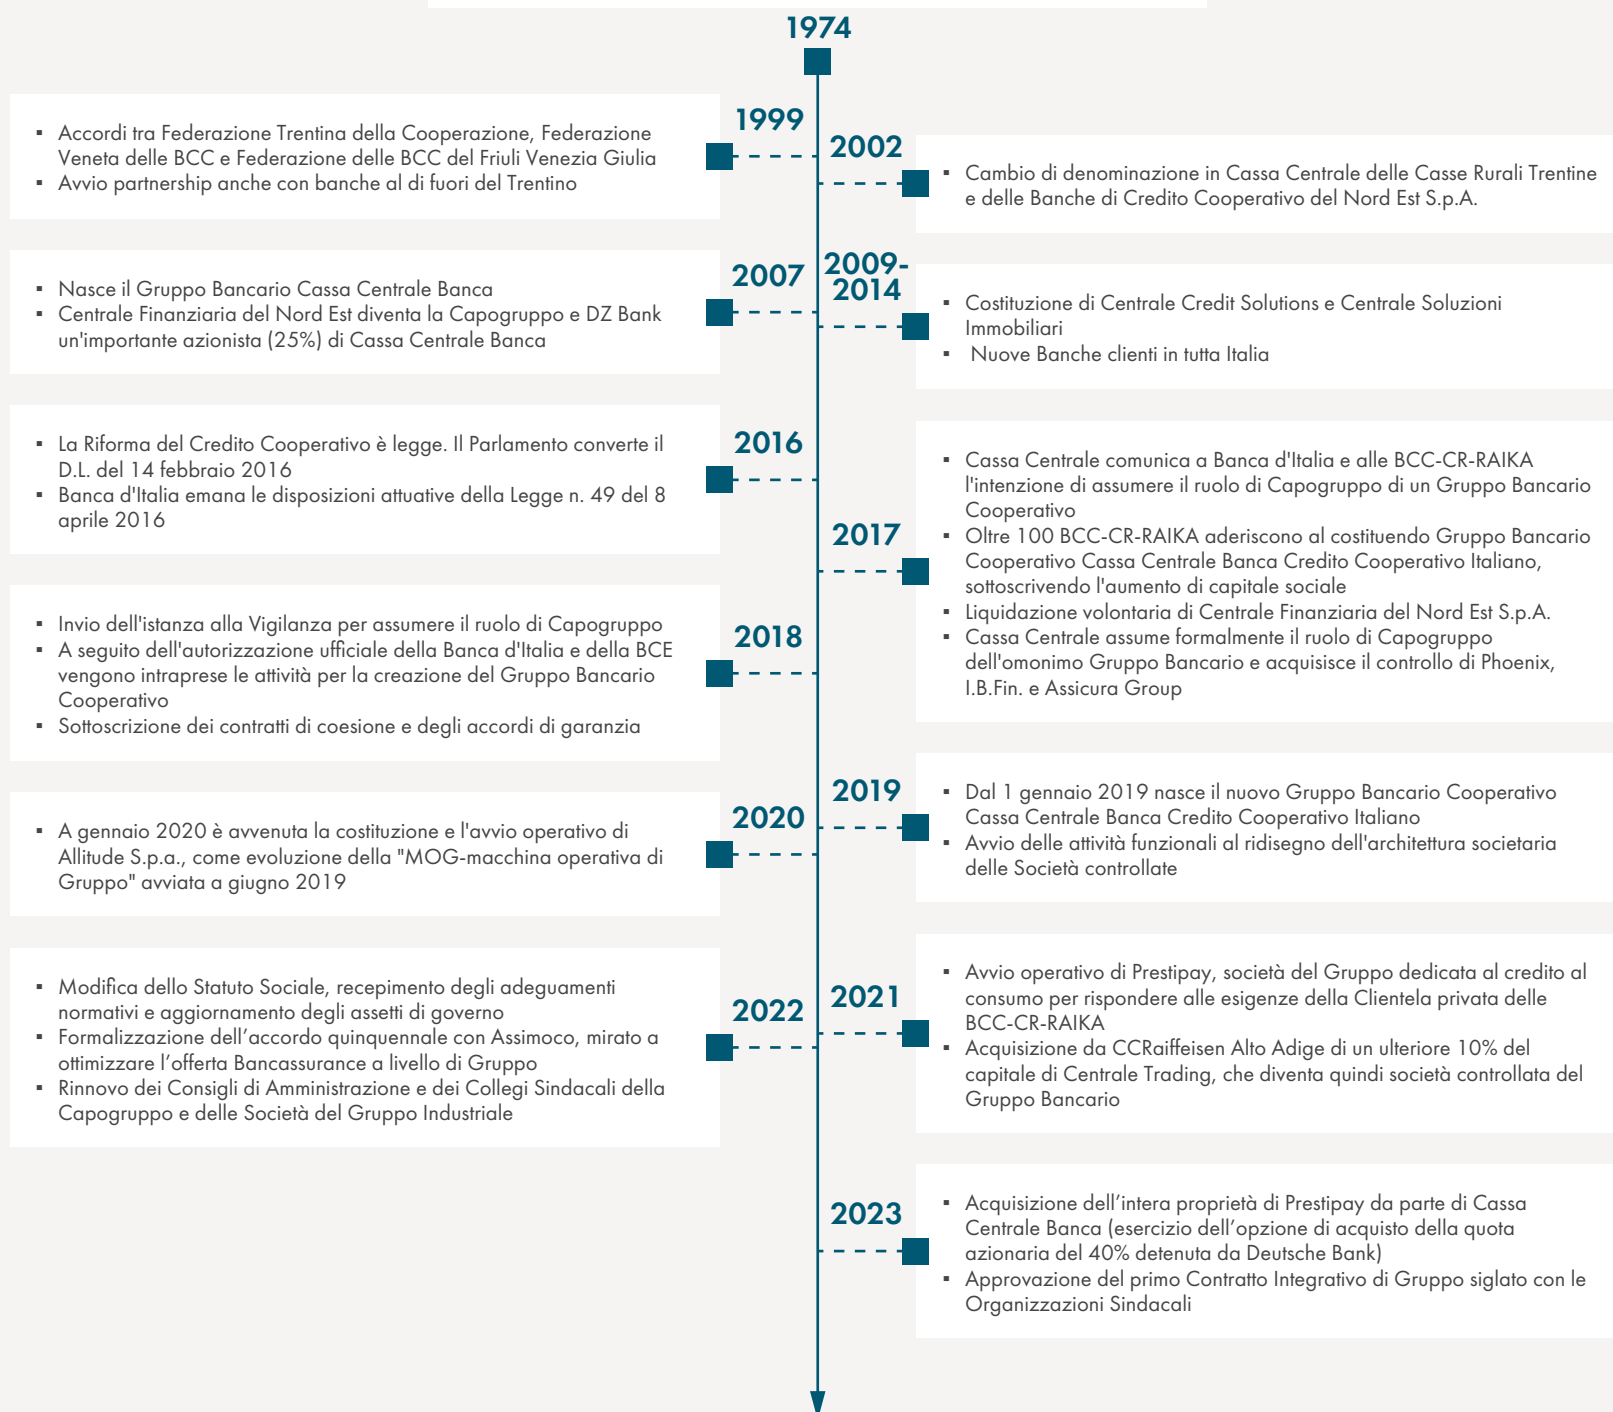 1974
1999
▪ Accordi tra Federazione Trentina della Cooperazione, Federazione
Veneta delle BCC e Federazione delle BCC del Friuli Venezia Giulia
▪ Avvio partnership anche con banche al di fuori del Trentino
2002
▪ Cambio di denominazione in Cassa Centrale delle Casse Rurali Trentine
e delle Banche di Credito Cooperativo del Nord Est S.p.A.
2007
▪ Nasce il Gruppo Bancario Cassa Centrale Banca
▪ Centrale Finanziaria del Nord Est diventa la Capogruppo e DZ Bank
un'importante azionista (25%) di Cassa Centrale Banca
2009-
2014
▪ Costituzione di Centrale Credit Solutions e Centrale Soluzioni
Immobiliari
▪ Nuove Banche clienti in tutta Italia
2016
▪ La Riforma del Credito Cooperativo è legge. Il Parlamento converte il
D.L. del 14 febbraio 2016
▪ Banca d'Italia emana le disposizioni attuative della Legge n. 49 del 8
aprile 2016
2017
▪ Cassa Centrale comunica a Banca d'Italia e alle BCC-CR-RAIKA
l'intenzione di assumere il ruolo di Capogruppo di un Gruppo Bancario
Cooperativo
▪ Oltre 100 BCC-CR-RAIKA aderiscono al costituendo Gruppo Bancario
Cooperativo Cassa Centrale Banca Credito Cooperativo Italiano,
sottoscrivendo l'aumento di capitale sociale
▪ Liquidazione volontaria di Centrale Finanziaria del Nord Est S.p.A.
▪ Cassa Centrale assume formalmente il ruolo di Capogruppo
dell'omonimo Gruppo Bancario e acquisisce il controllo di Phoenix,
I.B.Fin. e Assicura Group
2018
▪ Invio dell'istanza alla Vigilanza per assumere il ruolo di Capogruppo
▪ A seguito dell'autorizzazione ufficiale della Banca d'Italia e della BCE
vengono intraprese le attività per la creazione del Gruppo Bancario
Cooperativo
▪ Sottoscrizione dei contratti di coesione e degli accordi di garanzia
2019
▪ Dal 1 gennaio 2019 nasce il nuovo Gruppo Bancario Cooperativo
Cassa Centrale Banca Credito Cooperativo Italiano
▪ Avvio delle attività funzionali al ridisegno dell'architettura societaria
delle Società controllate
2020
▪ A gennaio 2020 è avvenuta la costituzione e l'avvio operativo di
Allitude S.p.a., come evoluzione della "MOG-macchina operativa di
Gruppo" avviata a giugno 2019
2021
▪ Avvio operativo di Prestipay, società del Gruppo dedicata al credito al
consumo per rispondere alle esigenze della Clientela privata delle
BCC-CR-RAIKA
▪ Acquisizione da CCRaiffeisen Alto Adige di un ulteriore 10% del
capitale di Centrale Trading, che diventa quindi società controllata del
Gruppo Bancario
2022
▪ Modifica dello Statuto Sociale, recepimento degli adeguamenti
normativi e aggiornamento degli assetti di governo
▪ Formalizzazione dell’accordo quinquennale con Assimoco, mirato a
ottimizzare l’offerta Bancassurance a livello di Gruppo
▪ Rinnovo dei Consigli di Amministrazione e dei Collegi Sindacali della
Capogruppo e delle Società del Gruppo Industriale
2023
▪ Acquisizione dell’intera proprietà di Prestipay da parte di Cassa
Centrale Banca (esercizio dell’opzione di acquisto della quota
azionaria del 40% detenuta da Deutsche Bank)
▪ Approvazione del primo Contratto Integrativo di Gruppo siglato con le
Organizzazioni Sindacali